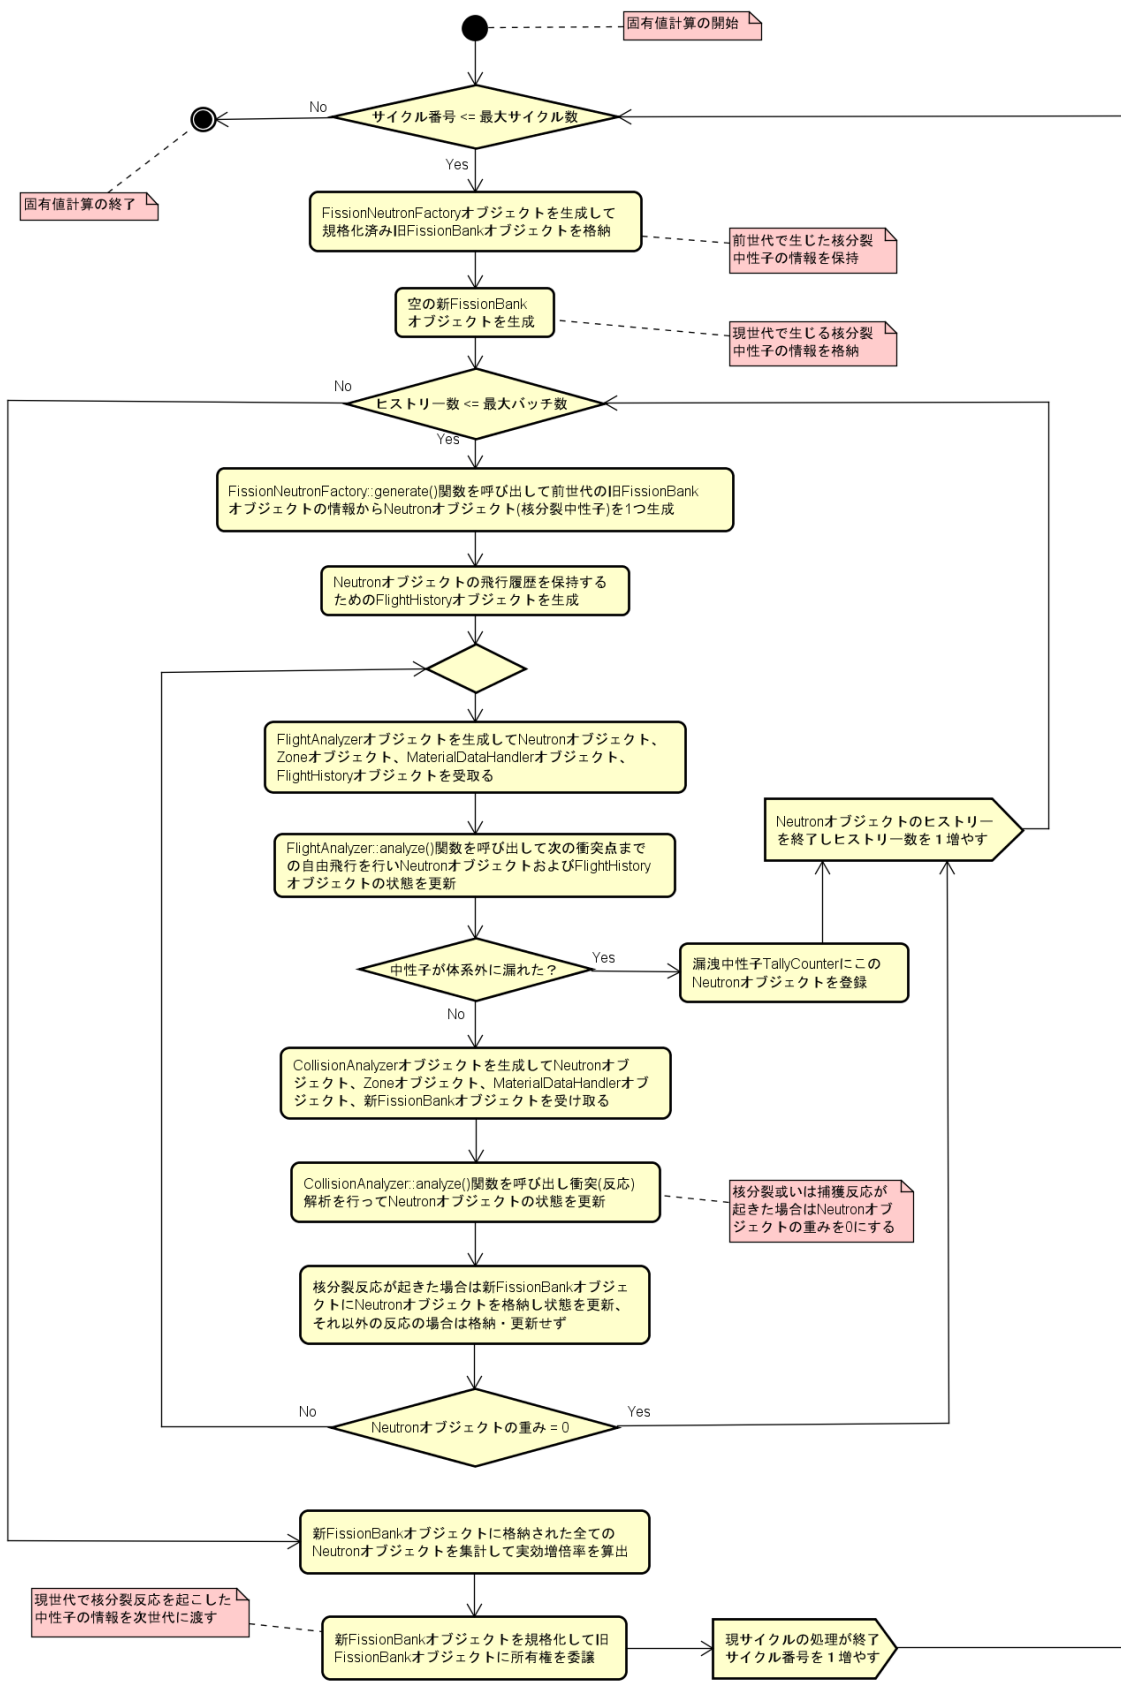 固有値計算の開始
No
サイクル番号 <= 最大サイクル数
Yes
固有値計算の終了
FissionNeutronFactoryオブジェクトを生成して
規格化済み旧FissionBankオブジェクトを格納
前世代で生じた核分裂
中性子の情報を保持
空の新FissionBank
オブジェクトを生成
現世代で生じる核分裂
中性子の情報を格納
No
ヒストリー数 <= 最大バッチ数
Yes
FissionNeutronFactory::generate()関数を呼び出して前世代の旧FissionBank
オブジェクトの情報からNeutronオブジェクト(核分裂中性子)を1つ生成
Neutronオブジェクトの飛行履歴を保持する
ためのFlightHistoryオブジェクトを生成
FlightAnalyzerオブジェクトを生成してNeutronオブジェクト、
Zoneオブジェクト、MaterialDataHandlerオブジェクト、
FlightHistoryオブジェクトを受取る
Neutronオブジェクトのヒストリー
を終了しヒストリー数を１増やす
FlightAnalyzer::analyze()関数を呼び出して次の衝突点まで
の自由飛行を行いNeutronオブジェクトおよびFlightHistory
オブジェクトの状態を更新
中性子が体系外に漏れた？
Yes
漏洩中性子TallyCounterにこの
Neutronオブジェクトを登録
No
CollisionAnalyzerオブジェクトを生成してNeutronオブ
ジェクト、Zoneオブジェクト、MaterialDataHandlerオブ
ジェクト、新FissionBankオブジェクトを受け取る
CollisionAnalyzer::analyze()関数を呼び出し衝突(反応)
解析を行ってNeutronオブジェクトの状態を更新
核分裂或いは捕獲反応が
起きた場合はNeutronオブ
ジェクトの重みを0にする
核分裂反応が起きた場合は新FissionBankオブジェ
クトにNeutronオブジェクトを格納し状態を更新、
それ以外の反応の場合は格納・更新せず
No
Neutronオブジェクトの重み = 0
Yes
新FissionBankオブジェクトに格納された全ての
Neutronオブジェクトを集計して実効増倍率を算出
現世代で核分裂反応を起こした
中性子の情報を次世代に渡す
新FissionBankオブジェクトを規格化して旧
FissionBankオブジェクトに所有権を委譲
現サイクルの処理が終了
サイクル番号を１増やす